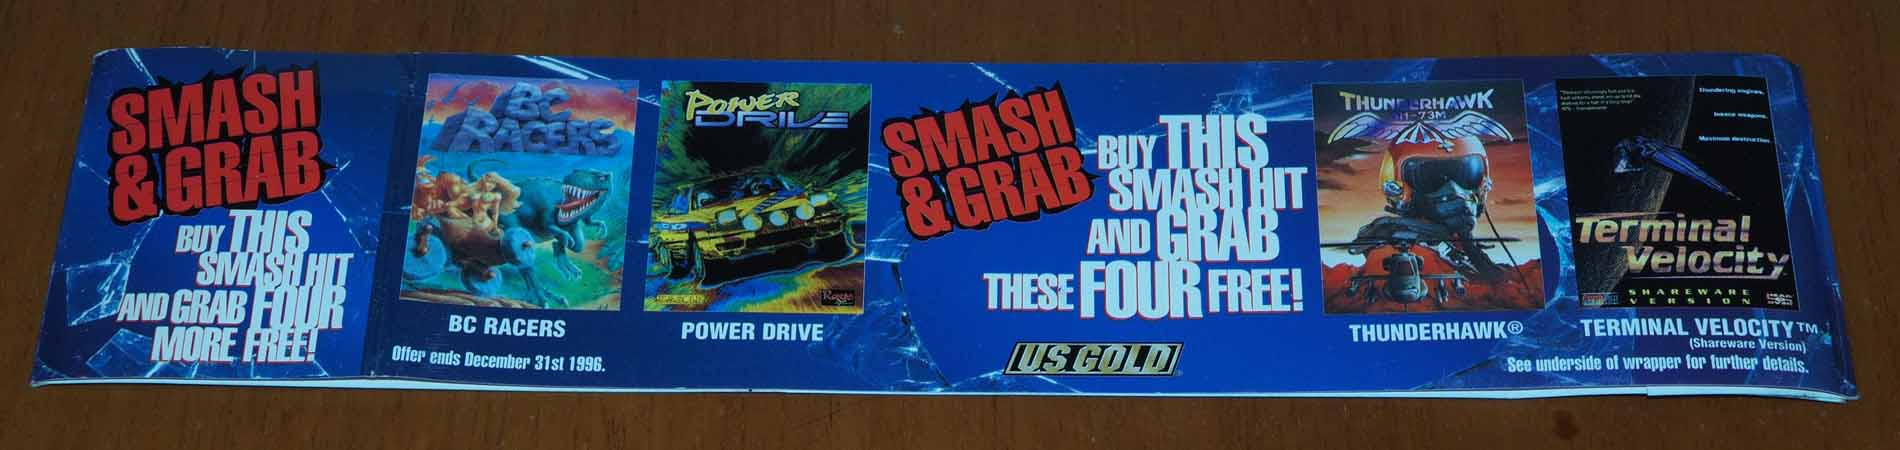 SMASH
& GRAB
BUY THIS
SMASH HIT
AND GRAB FOUR
MORE FREE!
BC
RACERS
BC RACERS
Offer ends December 31st 1996.
POWER
DRIVE
Rage
POWER DRIVE
SMASH
& GRAB
BUY THIS
SMASH HIT
AND GRAB
THESE FOUR FREE!
U.S. GOLD
THUNDERHAWK
AH-73M
THUNDERHAWK®
Thundering engines.
Insane weapons.
Maximum destruction.
Terminal
Velocity
SHAREWARE
VERSION
TERMINAL VELOCITY™
(Shareware Version)
See underside of wrapper for further details.